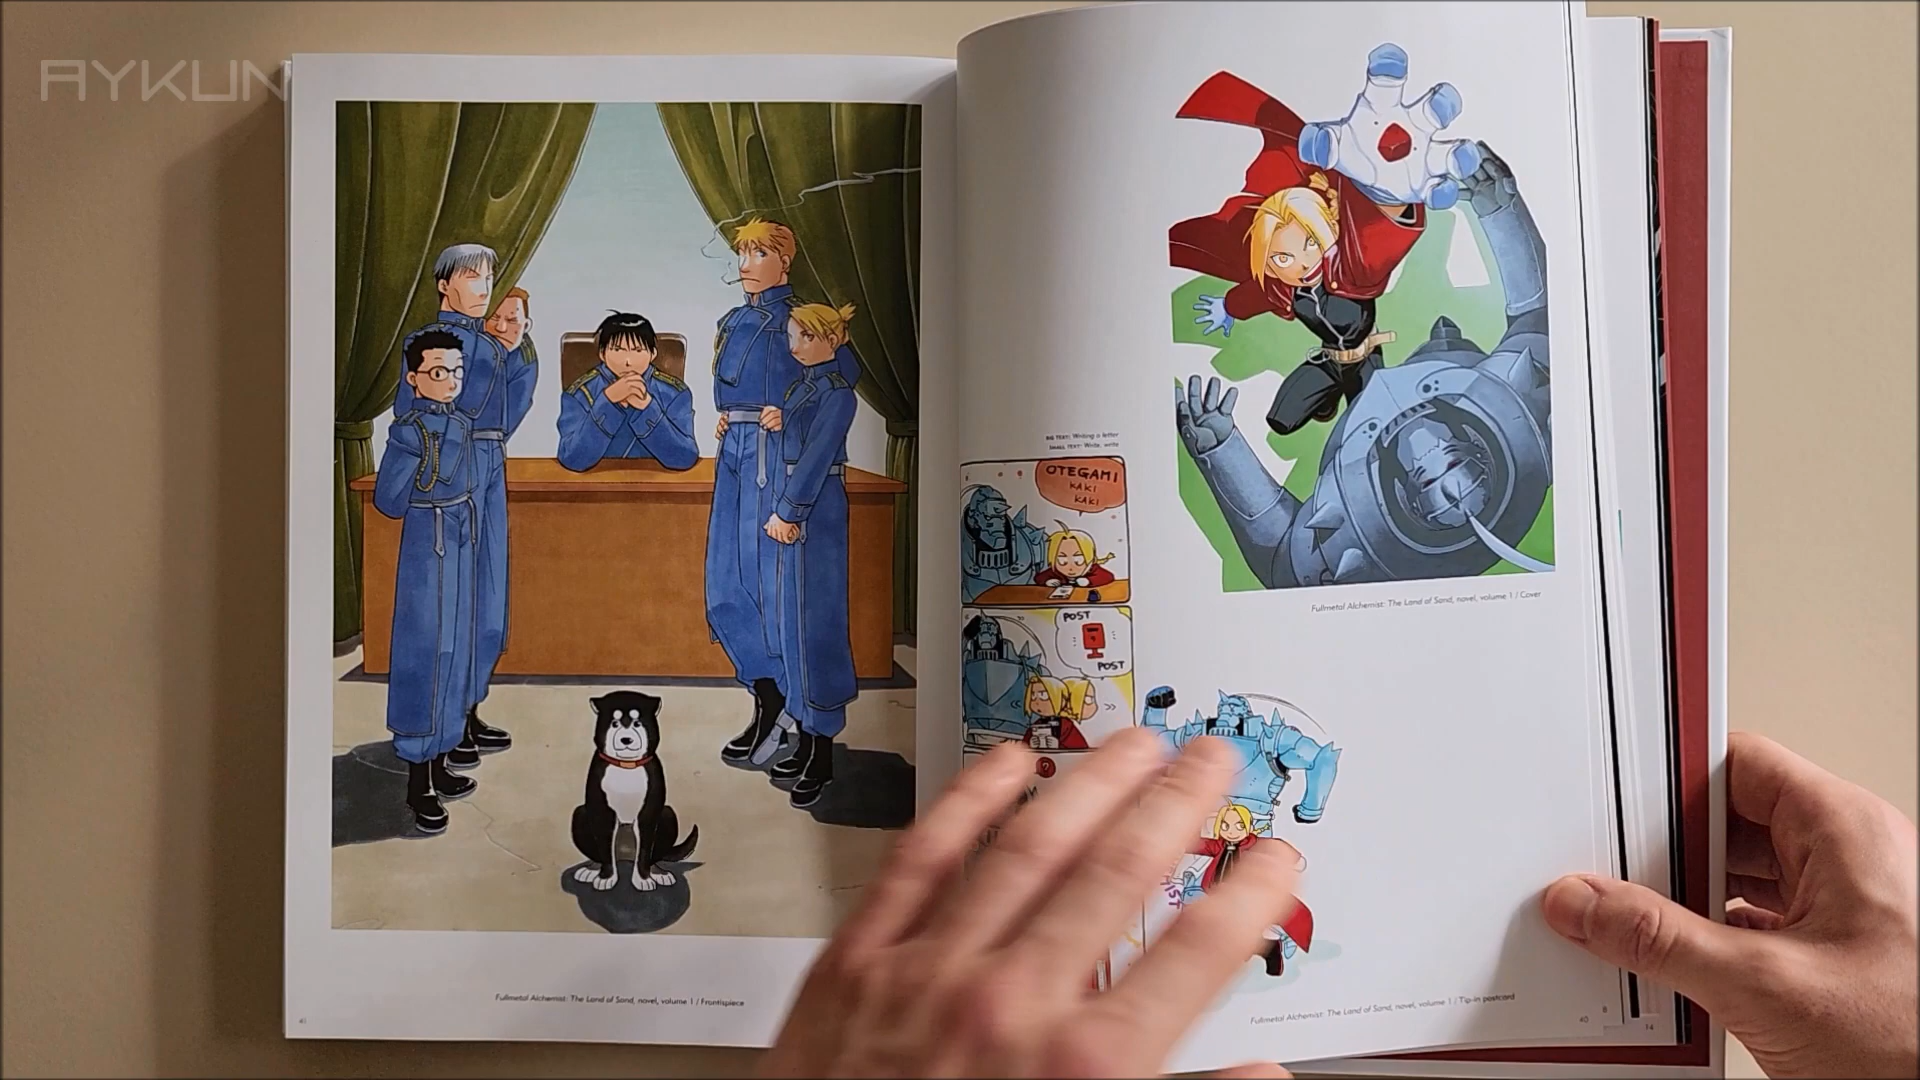 AYKUN
Fullmetal Alchemist: The Land of Sand, novel, volume 1 / Frontispiece
41
BIG TEXT: Writing a letter
SMALL TEXT: Write, write
OTEGAMI
KAKI
KAKI
POST
POST
Fullmetal Alchemist: The Land of Sand, novel, volume 1 / Cover
Fullmetal Alchemist: The Land of Sand, novel, volume 1 / Tip-in postcard
40
8
14